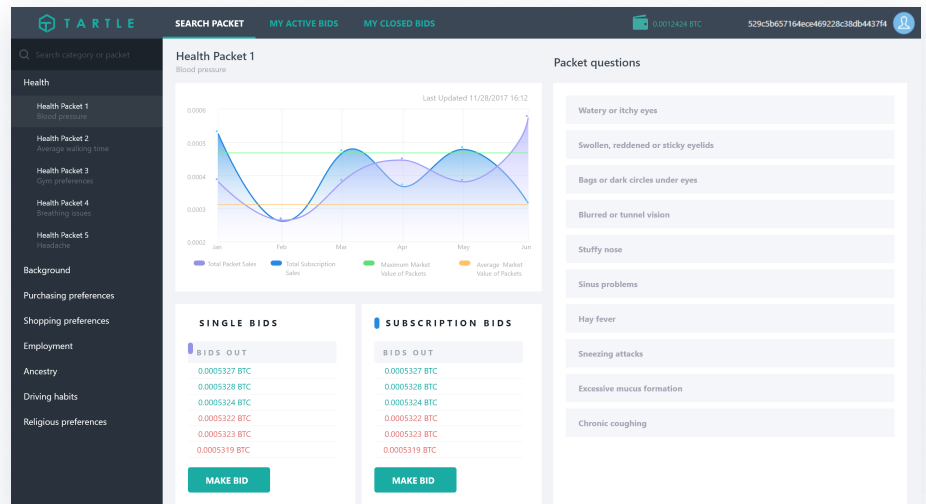 TARTLE
SEARCH PACKET
MY ACTIVE BIDS
MY CLOSED BIDS
0.0012424 BTC
529c5b657164ece469228c38db4437f4
Search category or packet
Health
Health Packet 1
Blood pressure
Health Packet 2
Average walking time
Health Packet 3
Gym preferences
Health Packet 4
Breathing issues
Health Packet 5
Headache
Background
Purchasing preferences
Shopping preferences
Employment
Ancestry
Driving habits
Religious preferences
Health Packet 1
Blood pressure
Last Updated 11/28/2017 16:12
0.0006
0.0005
0.0004
0.0003
0.0002
Jan
Feb
Mar
Apr
May
Jun
Total Packet Sales
Total Subscription
Sales
Maximum Market
Value of Packets
Average Market
Value of Packets
SINGLE BIDS
BIDS OUT
0.0005327 BTC
0.0005328 BTC
0.0005324 BTC
0.0005322 BTC
0.0005323 BTC
0.0005319 BTC
MAKE BID
SUBSCRIPTION BIDS
BIDS OUT
0.0005327 BTC
0.0005328 BTC
0.0005324 BTC
0.0005322 BTC
0.0005323 BTC
0.0005319 BTC
MAKE BID
Packet questions
Watery or itchy eyes
Swollen, reddened or sticky eyelids
Bags or dark circles under eyes
Blurred or tunnel vision
Stuffy nose
Sinus problems
Hay fever
Sneezing attacks
Excessive mucus formation
Chronic coughing